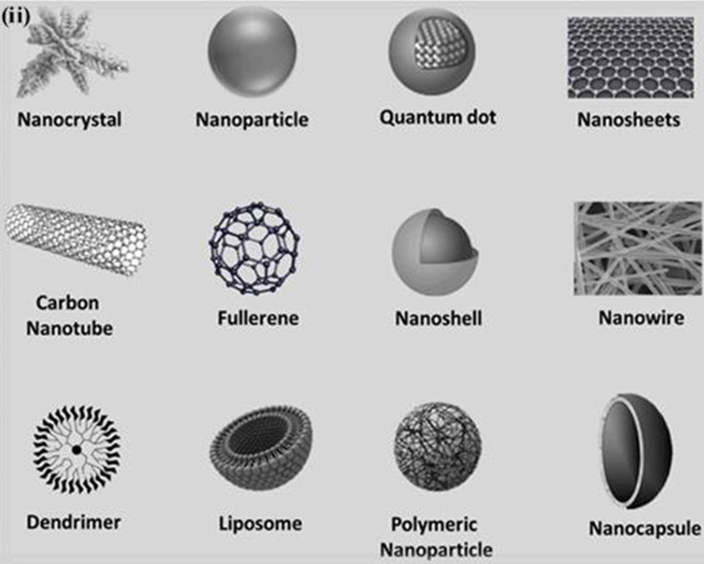 (ii)
Nanocrystal
Nanoparticle
Quantum dot
Nanosheets
Carbon
Nanotube
Fullerene
Nanoshell
Nanowire
Dendrimer
Liposome
Polymeric
Nanoparticle
Nanocapsule